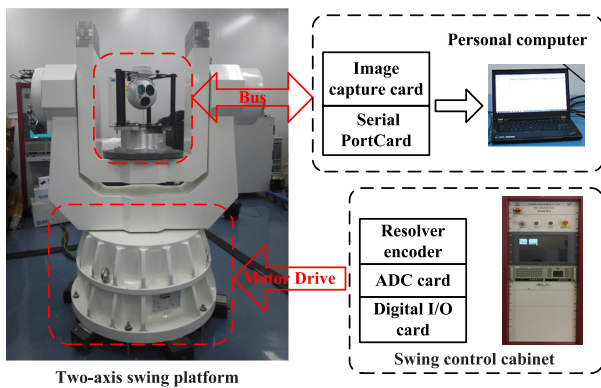 Personal computer
Image
capture card
Serial
PortCard
Bus
Resolver
encoder
ADC card
Digital I/O
card
Motor Drive
Swing control cabinet
Two-axis swing platform